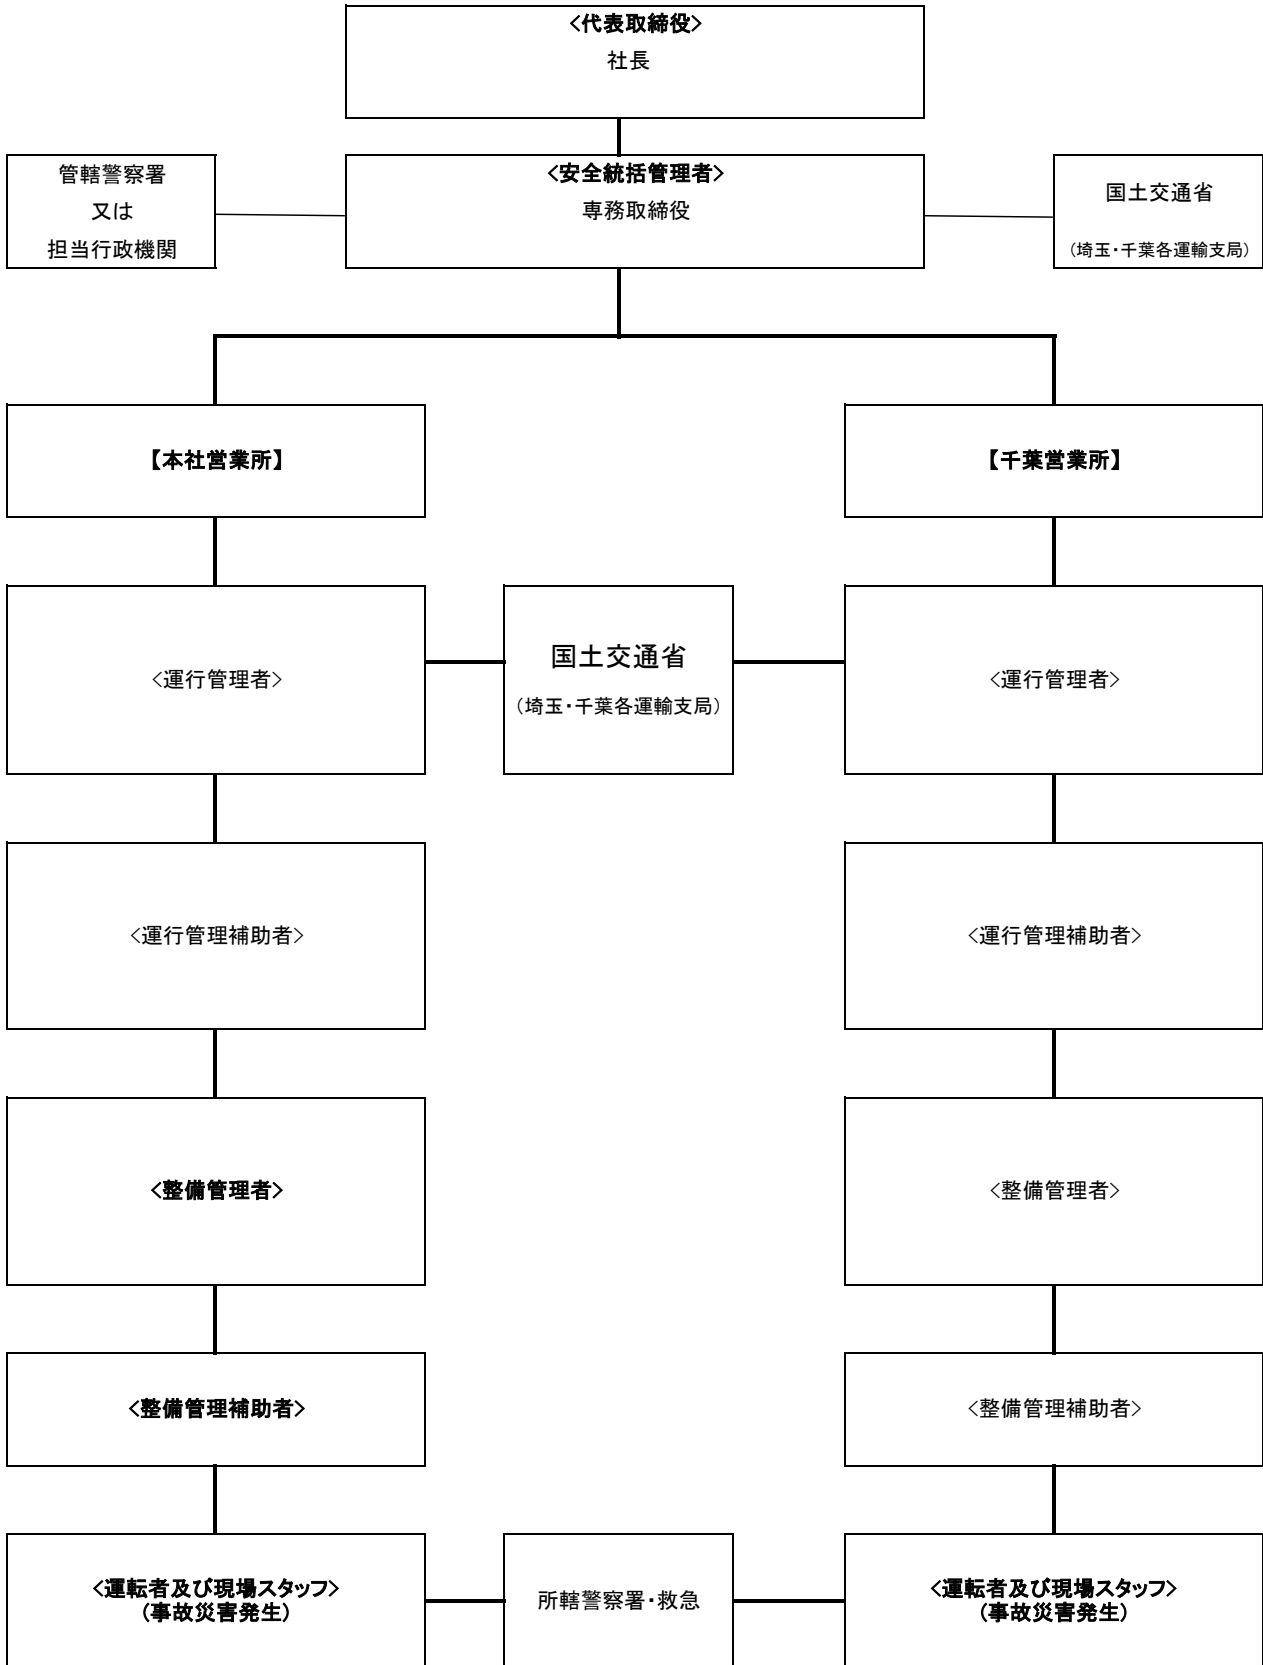 <代表取締役>
社長
管轄警察署
又は
担当行政機関
<安全統括管理者>
専務取締役
国土交通省
（埼玉・千葉各運輸支局）
【本社営業所】
【千葉営業所】
<運行管理者>
国土交通省
（埼玉・千葉各運輸支局）
<運行管理者>
<運行管理補助者>
<運行管理補助者>
<整備管理者>
<整備管理者>
<整備管理補助者>
<整備管理補助者>
<運転者及び現場スタッフ>
（事故災害発生）
所轄警察署・救急
<運転者及び現場スタッフ>
（事故災害発生）